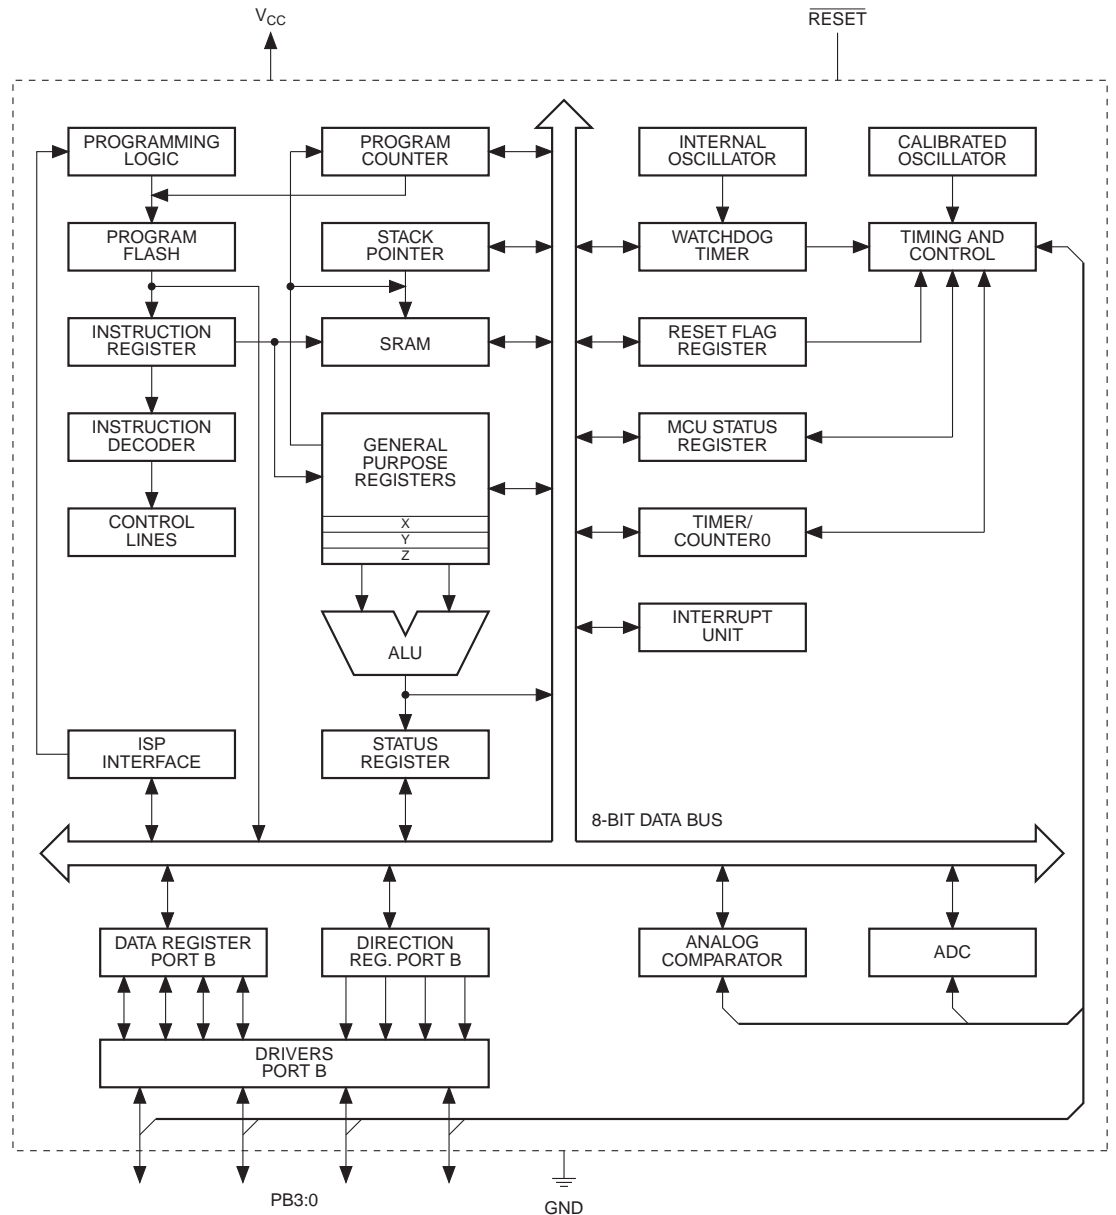 VCC
RESET
PROGRAMMING
LOGIC
PROGRAM
COUNTER
INTERNAL
OSCILLATOR
CALIBRATED
OSCILLATOR
PROGRAM
FLASH
STACK
POINTER
WATCHDOG
TIMER
TIMING AND
CONTROL
INSTRUCTION
REGISTER
SRAM
RESET FLAG
REGISTER
INSTRUCTION
DECODER
GENERAL
PURPOSE
REGISTERS
X
Y
Z
MCU STATUS
REGISTER
CONTROL
LINES
TIMER/
COUNTER0
ALU
INTERRUPT
UNIT
ISP
INTERFACE
STATUS
REGISTER
8-BIT DATA BUS
DATA REGISTER
PORT B
DIRECTION
REG. PORT B
ANALOG
COMPARATOR
ADC
DRIVERS
PORT B
PB3:0
GND